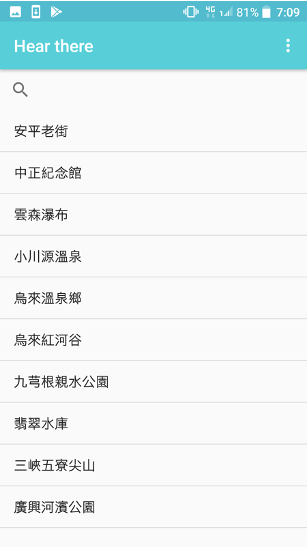 4G 81% 7:09
Hear there
安平老街
中正紀念館
雲森瀑布
小川源溫泉
烏來溫泉鄉
烏來紅河谷
九芎根親水公園
翡翠水庫
三峽五寮尖山
廣興河濱公園